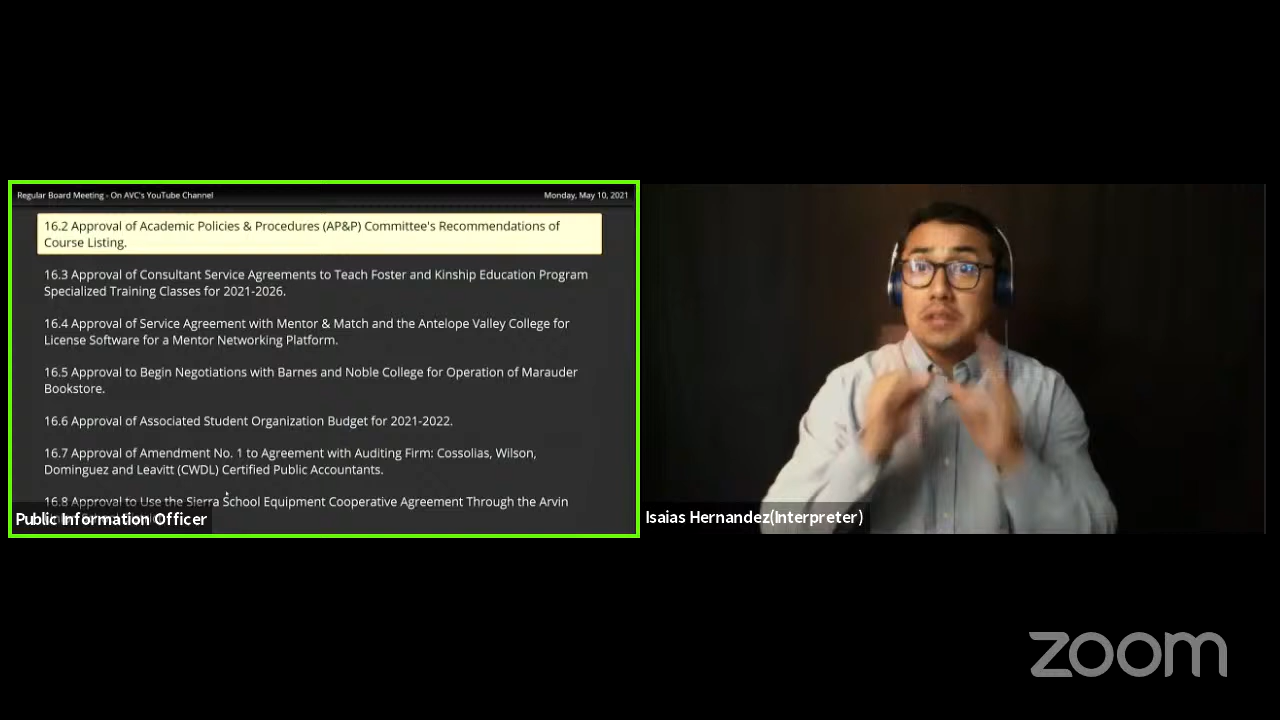 Regular Board Meeting - On AVC's YouTube Channel
Monday, May 10, 2021
16.2 Approval of Academic Policies & Procedures (AP&P) Committee's Recommendations of
Course Listing.
16.3 Approval of Consultant Service Agreements to Teach Foster and Kinship Education Program
Specialized Training Classes for 2021-2026.
16.4 Approval of Service Agreement with Mentor & Match and the Antelope Valley College for
License Software for a Mentor Networking Platform.
16.5 Approval to Begin Negotiations with Barnes and Noble College for Operation of Marauder
Bookstore.
16.6 Approval of Associated Student Organization Budget for 2021-2022.
16.7 Approval of Amendment No. 1 to Agreement with Auditing Firm: Cossolias, Wilson,
Dominguez and Leavitt (CWDL) Certified Public Accountants.
16.8 Approval to Use the Sierra School Equipment Cooperative Agreement Through the Arvin
Public Information Officer
Isaias Hernandez(Interpreter)
zoom